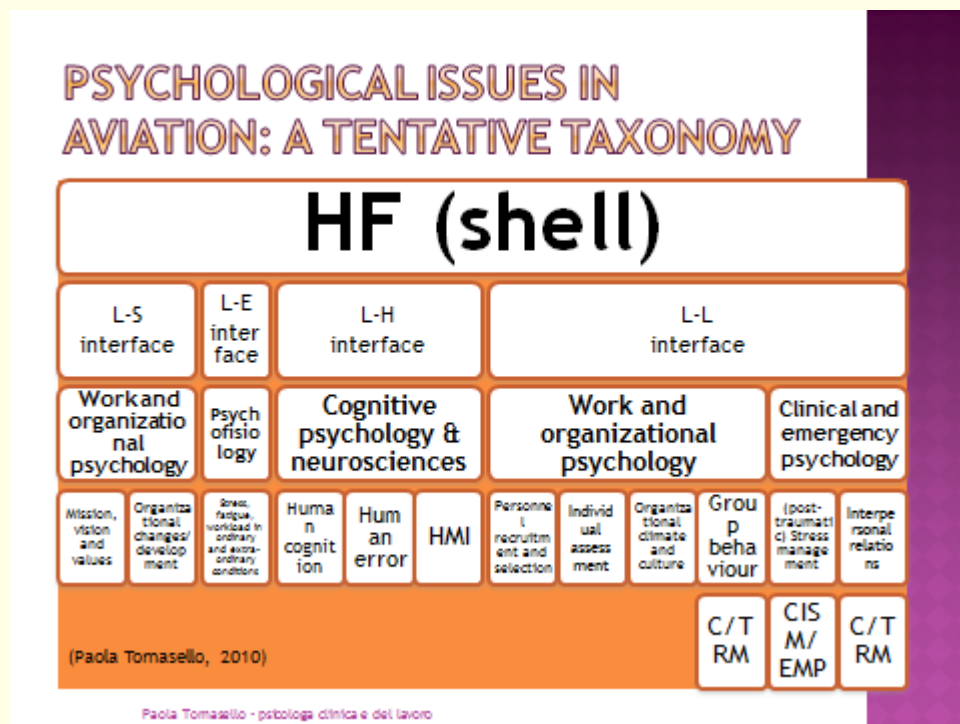 PSYCHOLOGICAL ISSUES IN
AVIATION: A TENTATIVE TAXONOMY
HF (shell)
L-S
interface
L-E
inter
face
L-H
interface
L-L
interface
Work and
organizatio
nal
psychology
Psych
ofisio
logy
Cognitive
psychology &
neurosciences
Work and
organizational
psychology
Clinical and
emergency
psychology
Mission,
vision
and
values
Organiza
tional
changes/
develop
ment
Stress,
fatigue,
workload in
ordinary
and extra-
ordinary
conditions
Huma
n
cognit
ion
Hum
an
error
HMI
Personne
l
recruitm
ent and
selection
Individ
ual
assess
ment
Organiza
tional
climate
and
culture
Grou
p
beha
viour
(post-
traumati
c) Stress
manage
ment
Interpe
rsonal
relatio
ns
C/T
RM
CIS
M/
EMP
C/T
RM
(Paola Tomasello, 2010)
Paola Tomasello - psicologa clinica e del lavoro